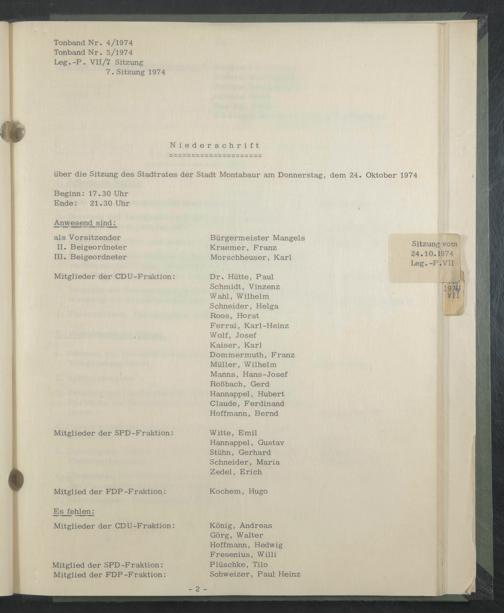 Tonband Nr. 4/1974
Tonband Nr. 5/1974
Leg.-P. VII/7 Sitzung
7. Sitzung 1974
Niederschrift
über die Sitzung des Stadtrates der Stadt Montabaur am Donnerstag, dem 24. Oktober 1974
Beginn: 17.30 Uhr
Ende: 21.30 Uhr
Anwesend sind:
als Vorsitzender Bürgermeister Mangels
II. Beigeordneter Kraemer, Franz
III. Beigeordneter Morschheuser, Karl
Mitglieder der CDU-Fraktion: Dr. Hütte, Paul
Schmidt, Vinzenz
Wahl, Wilhelm
Schneider, Helga
Roos, Horst
Ferrai, Karl-Heinz
Wolf, Josef
Kaiser, Karl
Dommermuth, Franz
Müller, Wilhelm
Manns, Hans-Josef
Roßbach, Gerd
Hannappel, Hubert
Claude, Ferdinand
Hoffmann, Bernd
Mitglieder der SPD-Fraktion: Witte, Emil
Hannappel, Gustav
Stühn, Gerhard
Schneider, Maria
Zedel, Erich
Mitglied der FDP-Fraktion: Kochem, Hugo
Es fehlen:
Mitglieder der CDU-Fraktion: König, Andreas
Görg, Walter
Hoffmann, Hedwig
Fresenius, Willi
Mitglied der SPD-Fraktion: Plüschke, Tilo
Mitglied der FDP-Fraktion: Schweizer, Paul Heinz
- 2 -
Sitzung vom
24.10.1974
Leg.-P.VII
1974
VII